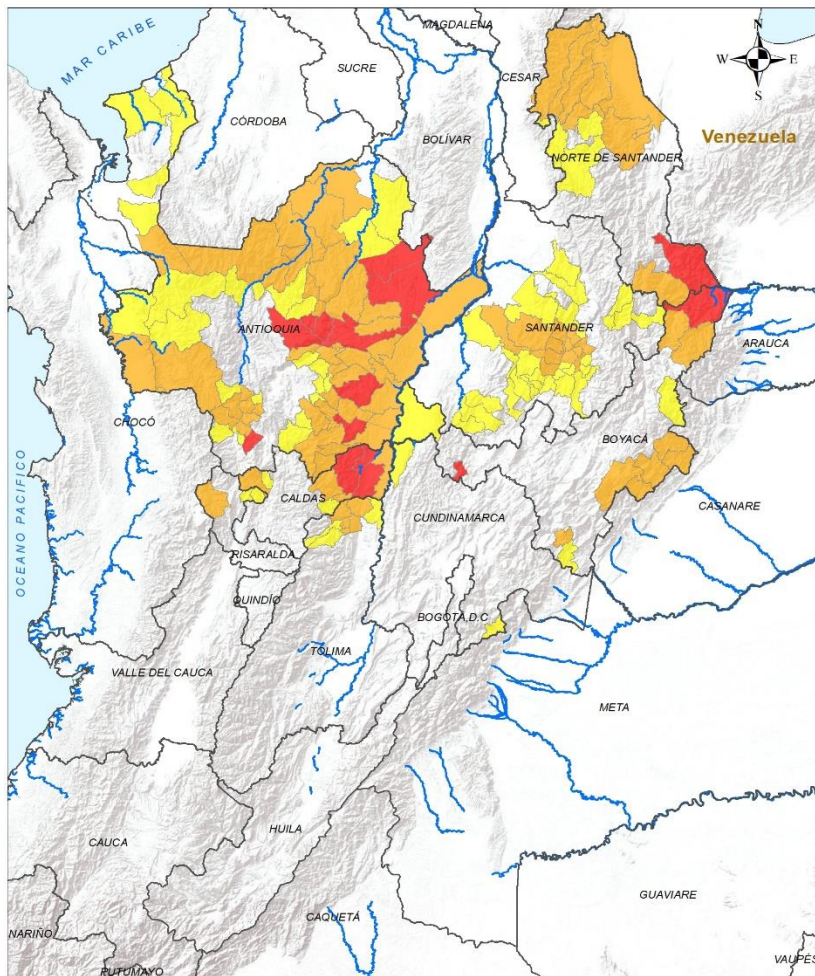 MAGDALENA
N
MAR CARIBE
SUCRE
CESAR
W
E
S
CÓRDOBA
BOLÍVAR
Venezuela
NORTE DE SANTANDER
ANTIOQUIA
SANTANDER
ARAUCA
CHOCÓ
BOYACÁ
CALDAS
CASANARE
CUNDINAMARCA
OCEANO PACIFICO
RISARALDA
QUINDÍO
BOGOTÁ, D.C
TOLIMA
VALLE DEL CAUCA
META
HUILA
CAUCA
GUAVIARE
CAQUETÁ
NARIÑO
VAUPÉS
PUTUMAYO